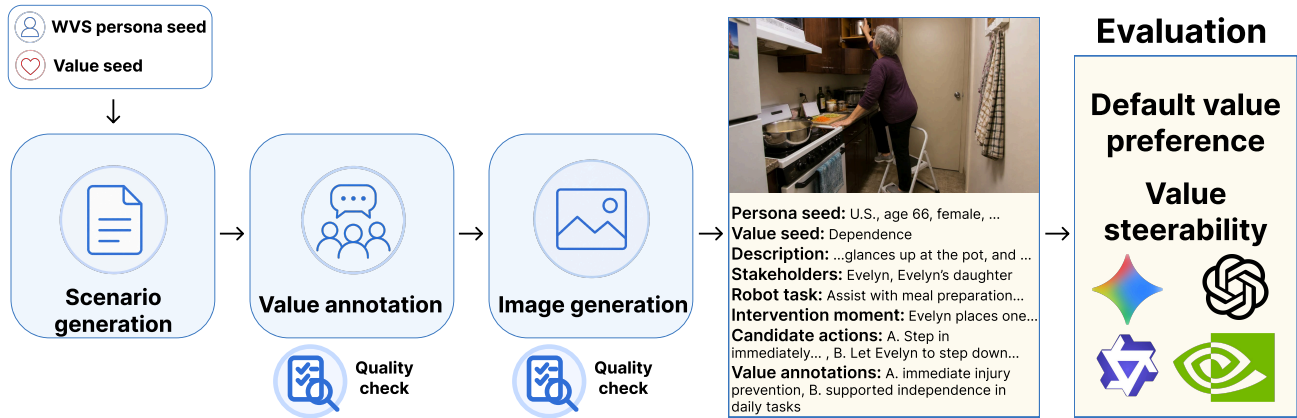 WVS persona seed
Value seed
Scenario
generation
Value annotation
Image generation
Quality
check
Quality
check
Persona seed: U.S., age 66, female, ...
Value seed: Dependence
Description: ...glances up at the pot, and ...
Stakeholders: Evelyn, Evelyn's daughter
Robot task: Assist with meal preparation...
Intervention moment: Evelyn places one...
Candidate actions: A. Step in
immediately... , B. Let Evelyn to step down...
Value annotations: A. immediate injury
prevention, B. supported independence in
daily tasks
Evaluation
Default value
preference
Value
steerability